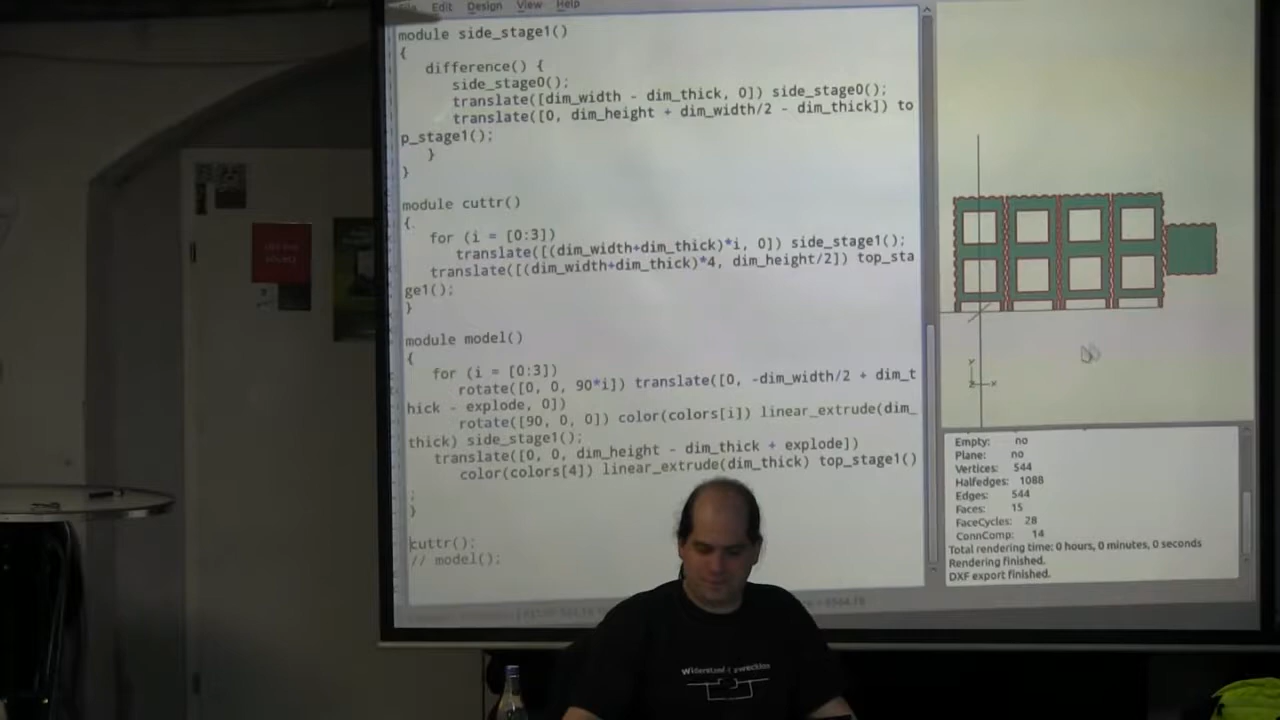 Edit Design View Help
module side_stage1()
{
difference() {
side_stage0();
translate([dim_width - dim_thick, 0]) side_stage0();
translate([0, dim_height + dim_width/2 - dim_thick]) to
p_stage1();
}
}
module cuttr()
{
for (i = [0:3])
translate([(dim_width+dim_thick)*i, 0]) side_stage1();
translate([(dim_width+dim_thick)*4, dim_height/2]) top_sta
ge1();
}
module model()
{
for (i = [0:3])
rotate([0, 0, 90*i]) translate([0, -dim_width/2 + dim_t
hick - explode, 0])
rotate([90, 0, 0]) color(colors[i]) linear_extrude(dim_
thick) side_stage1();
translate([0, 0, dim_height - dim_thick + explode])
color(colors[4]) linear_extrude(dim_thick) top_stage1()
;
}
cuttr();
// model();
Y
Z X
Empty: no
Plane: no
Vertices: 544
Halfedges: 1088
Edges: 544
Faces: 15
FaceCycles: 28
ConnComp: 14
Total rendering time: 0 hours, 0 minutes, 0 seconds
Rendering finished.
DXF export finished.